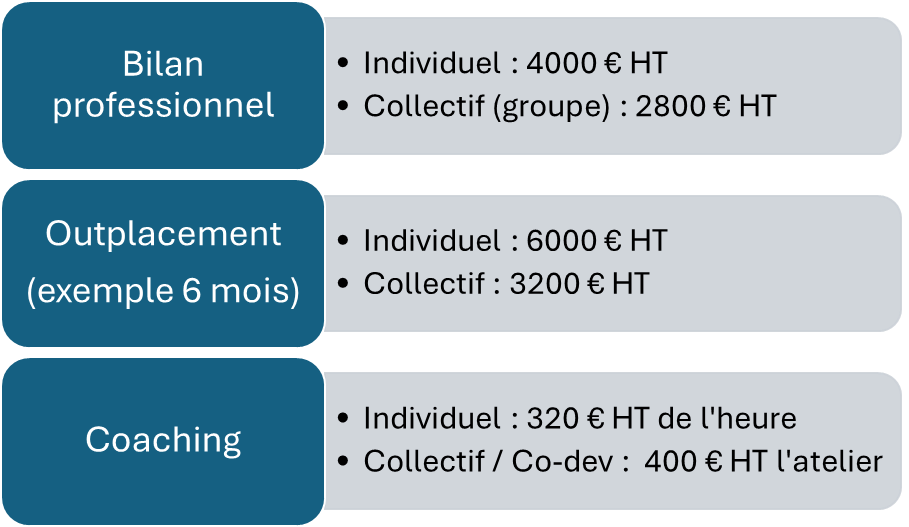 Bilan
professionnel
• Individuel : 4000 € HT
• Collectif (groupe) : 2800 € HT
Outplacement
(exemple 6 mois)
• Individuel : 6000 € HT
• Collectif : 3200 € HT
Coaching
• Individuel : 320 € HT de l'heure
• Collectif / Co-dev :  400 € HT l'atelier